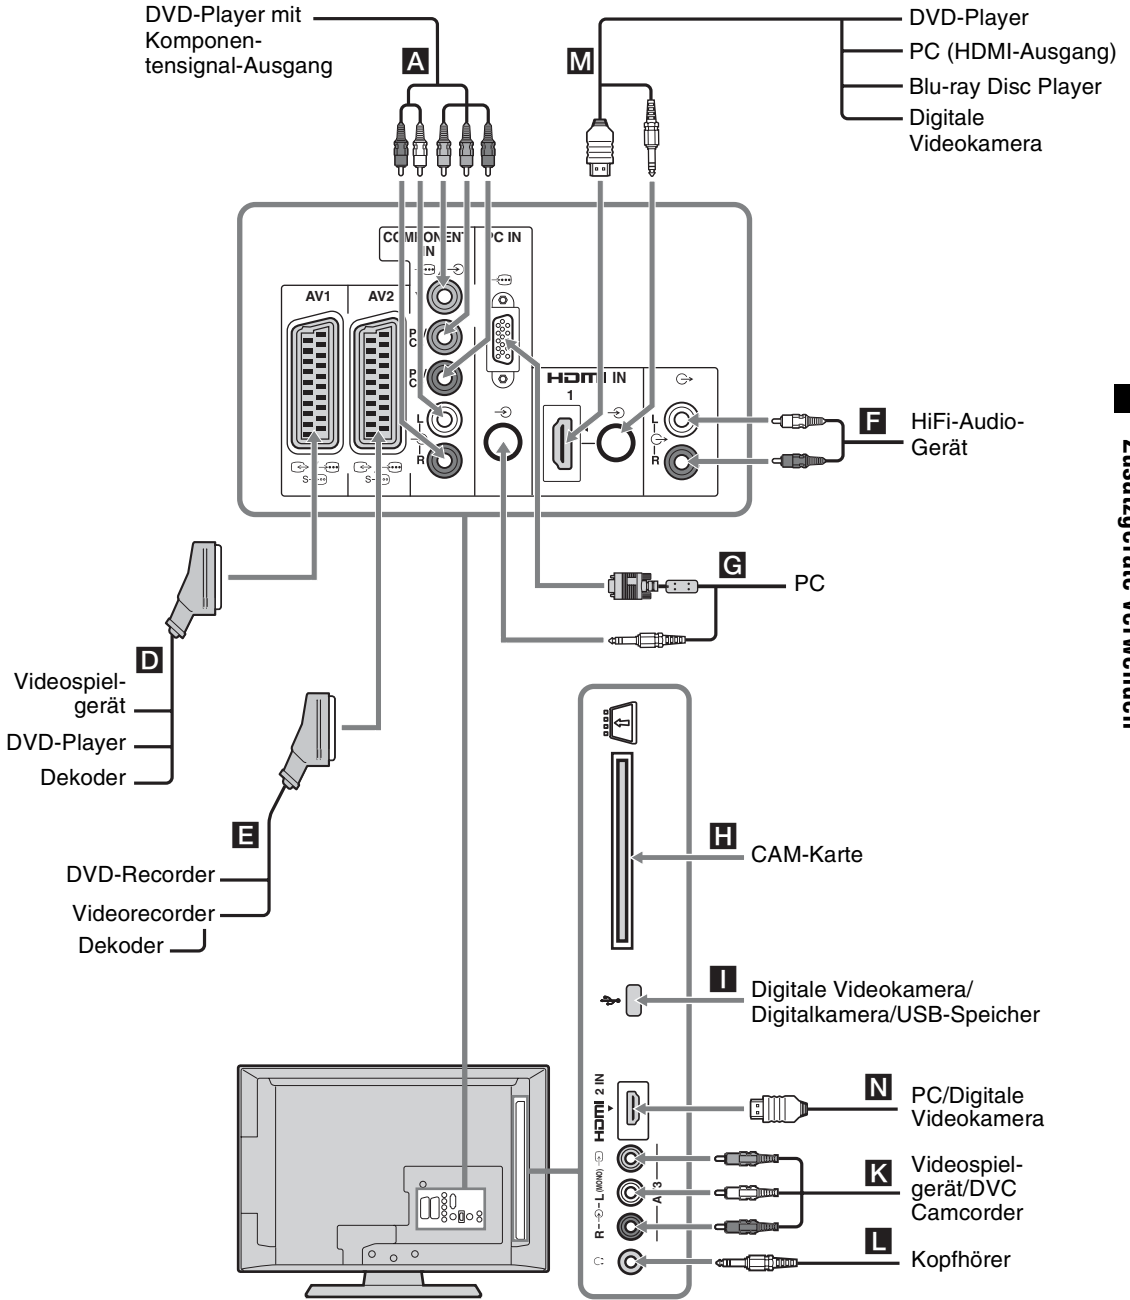 DVD-Player mit
Komponen-
tensignal-Ausgang
A
M
DVD-Player
PC (HDMI-Ausgang)
Blu-ray Disc Player
Digitale
Videokamera
COMPONENT
IN
PC IN
AV1
AV2
HDMI IN
1
L
R
L
R
S
S
F
HiFi-Audio-
Gerät
G
PC
D
Videospiel-
gerät
DVD-Player
Dekoder
E
DVD-Recorder
Videorecorder
Dekoder
H
CAM-Karte
I
Digitale Videokamera/
Digitalkamera/USB-Speicher
HDMI 2 IN
N
PC/Digitale
Videokamera
R
L (MONO)
K
Videospiel-
gerät/DVC
Camcorder
L
Kopfhörer
Zusatzgeräte verwenden